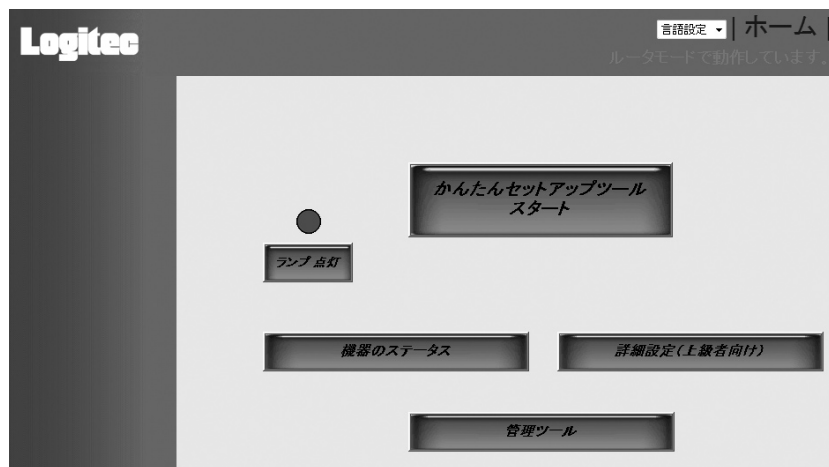 Logitec
言語設定
| ホーム |
ルータモードで動作しています。
かんたんセットアップツール
スタート
ランプ 点灯
機器のステータス
詳細設定(上級者向け)
管理ツール